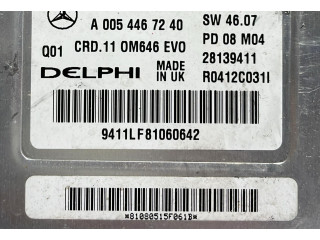 A 005 446 72 40 SW 46.07
Q01 CRD.11 OM646 EVO PD 08 M04
DELPHI MADE IN UK 28139411
R0412C031I
9411LF81060642
*81080515F061B*